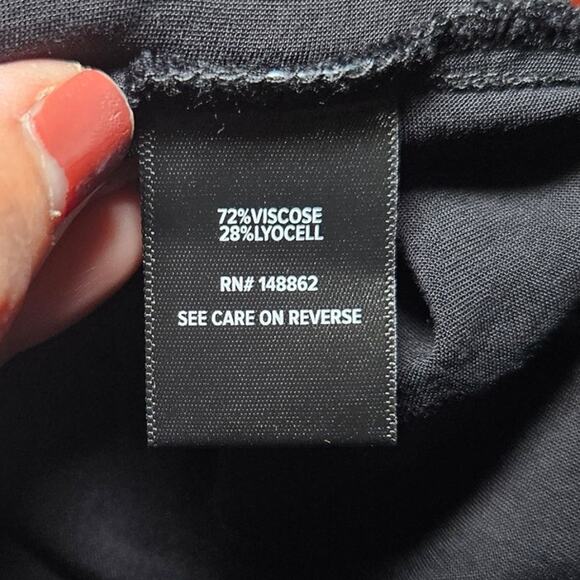 72%VISCOSE
28%LYOCELL
RN# 148862
SEE CARE ON REVERSE